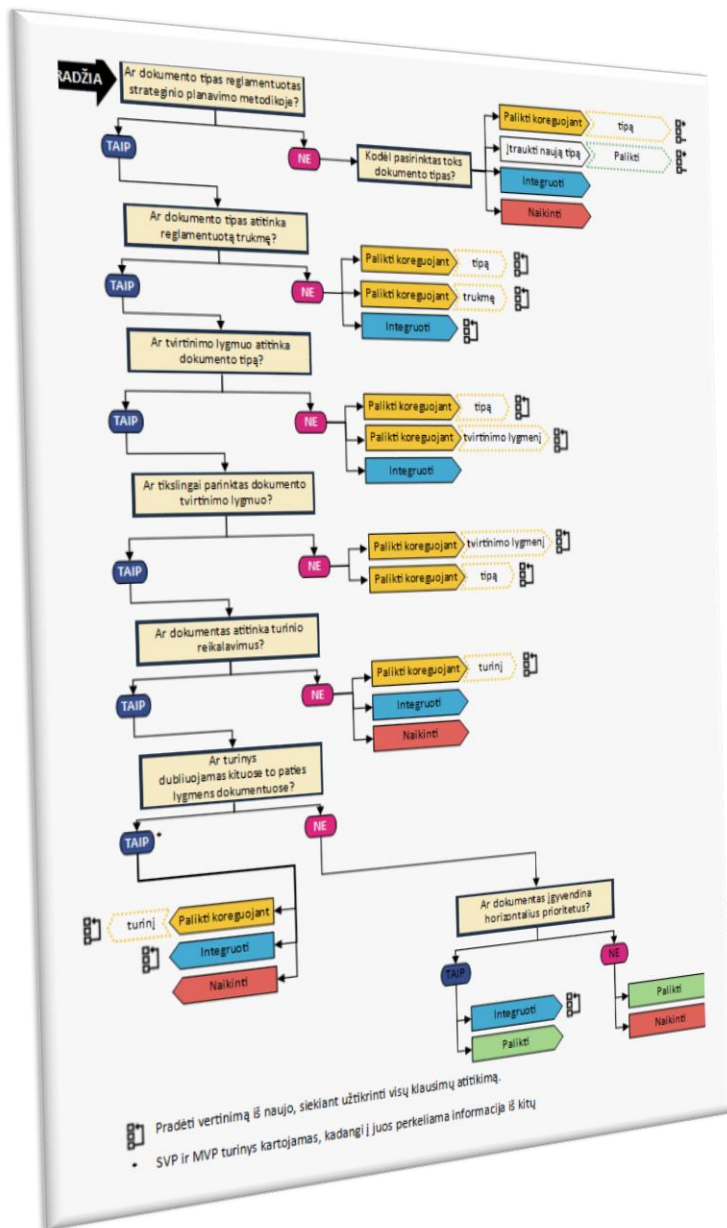 RADŽIA
Ar dokumento tipas reglamentuotas
strateginio planavimo metodikoje?
TAIP
NE
Kodėl pasirinktas toks
dokumento tipas?
Palikti koreguojant
tipą
Įtraukti naują tipą
Palikti
Integruoti
Naikinti
Ar dokumento tipas atitinka
reglamentuotą trukmę?
TAIP
NE
Palikti koreguojant
tipą
Palikti koreguojant
trukmę
Integruoti
Ar tvirtinimo lygmuo atitinka
dokumento tipą?
TAIP
NE
Palikti koreguojant
tipą
Palikti koreguojant
tvirtinimo lygmenį
Integruoti
Ar tikslingai parinktas dokumento
tvirtinimo lygmuo?
TAIP
NE
Palikti koreguojant
tvirtinimo lygmenį
Palikti koreguojant
tipą
Ar dokumentas atitinka turinio
reikalavimus?
TAIP
NE
Palikti koreguojant
turinį
Integruoti
Naikinti
Ar turinys
dubliuojamas kituose to paties
lygmens dokumentuose?
TAIP *
NE
turinį
Palikti koreguojant
Integruoti
Naikinti
Ar dokumentas įgyvendina
horizontalius prioritetus?
TAIP
NE
Integruoti
Palikti
Palikti
Naikinti
Pradėti vertinimą iš naujo, siekiant užtikrinti visų klausimų atitikimą.
* SVP ir MVP turinys kartojamas, kadangi į juos perkeliama informacija iš kitų